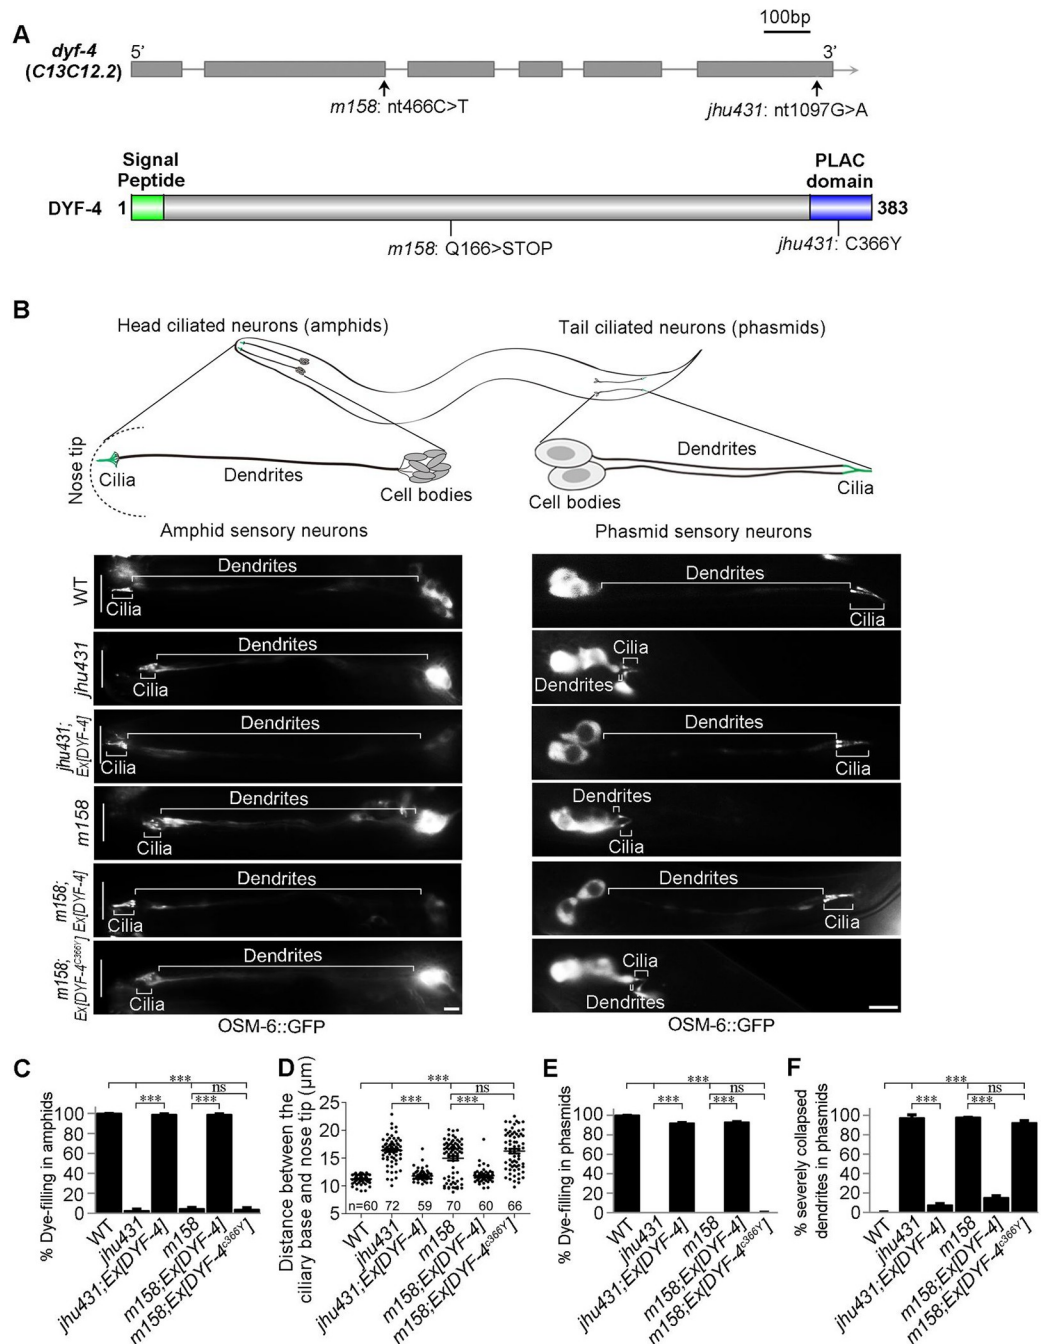 A
100bp
dyf-4
(C13C12.2)
5’
3’
m158: nt466C>T
jhu431: nt1097G>A
Signal
Peptide
PLAC
domain
DYF-4
1
383
m158: Q166>STOP
jhu431: C366Y
B
Head ciliated neurons (amphids)
Tail ciliated neurons (phasmids)
Nose tip
Cilia
Dendrites
Cell bodies
Dendrites
Cell bodies
Cilia
Amphid sensory neurons
Phasmid sensory neurons
WT
Dendrites
Cilia
Dendrites
Cilia
jhu431
Dendrites
Cilia
Cilia
Dendrites
jhu431;
Ex[DYF-4]
Dendrites
Cilia
Dendrites
Cilia
m158
Dendrites
Cilia
Dendrites
Cilia
m158;
Ex[DYF-4]
Dendrites
Cilia
Dendrites
Cilia
m158;
Ex[DYF-4C366Y]
Dendrites
Cilia
Cilia
Dendrites
OSM-6::GFP
OSM-6::GFP
C
% Dye-filling in amphids
100
80
60
40
20
0
***
ns
***
***
WT
jhu431
jhu431;Ex[DYF-4]
m158
m158;Ex[DYF-4]
m158;Ex[DYF-4c366Y]
D
Distance between the
ciliary base and nose tip (μm)
25
20
15
10
5
***
ns
***
***
n=60 72 59 70 60 66
WT
jhu431
jhu431;Ex[DYF-4]
m158
m158;Ex[DYF-4]
m158;Ex[DYF-4c366Y]
E
% Dye-filling in phasmids
100
80
60
40
20
0
***
ns
***
***
WT
jhu431
jhu431;Ex[DYF-4]
m158
m158;Ex[DYF-4]
m158;Ex[DYF-4c366Y]
F
% severely collapsed
dendrites in phasmids
100
80
60
40
20
0
***
ns
***
***
WT
jhu431
jhu431;Ex[DYF-4]
m158
m158;Ex[DYF-4]
m158;Ex[DYF-4c366Y]